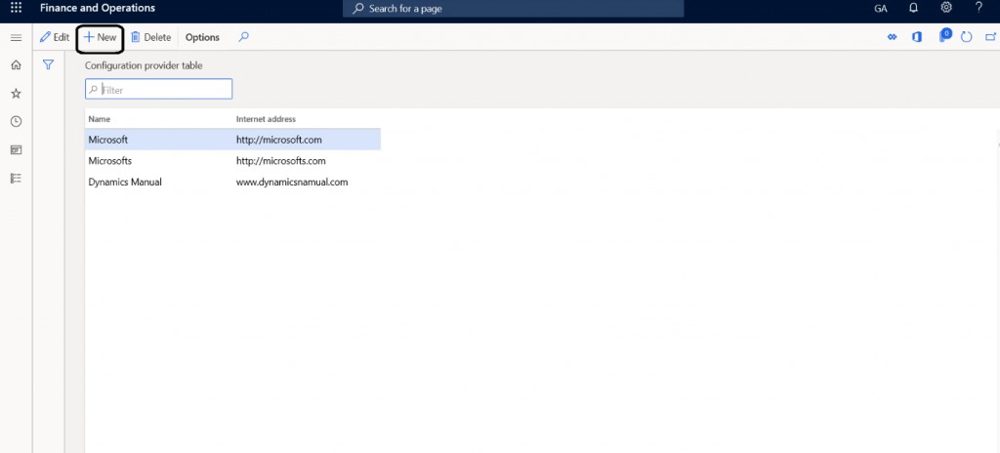 Finance and Operations Search for a page GA ?
Edit New Delete Options 0
Configuration provider table
Filter
Name Internet address
Microsoft http://microsoft.com
Microsofts http://microsofts.com
Dynamics Manual www.dynamicsnamual.com